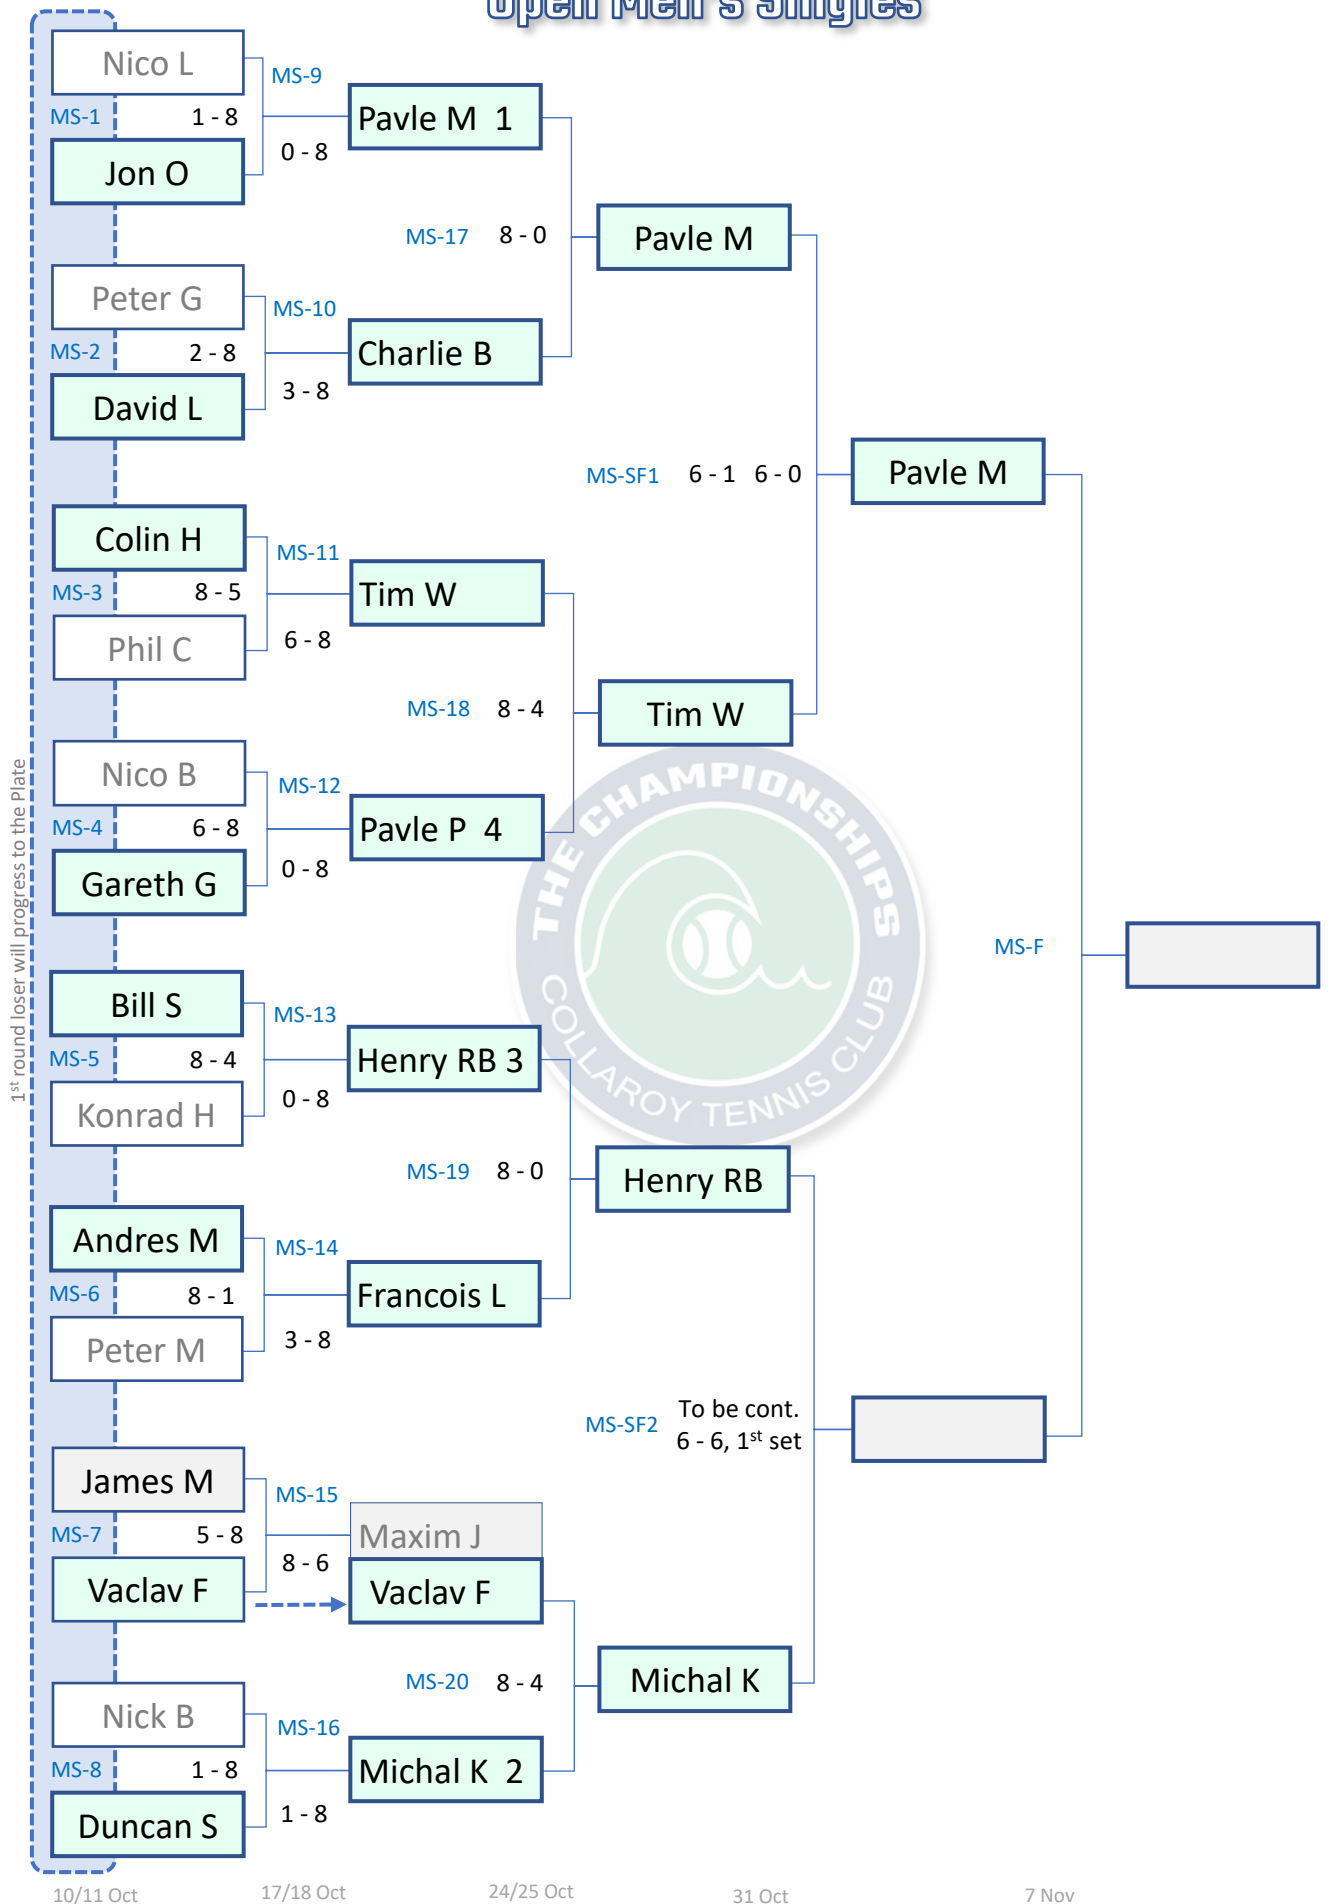 Open Men's Singles
Nico L
MS-9
MS-1
1 - 8
Pavle M 1
0 - 8
Jon O
MS-17
8 - 0
Pavle M
Peter G
MS-10
MS-2
2 - 8
Charlie B
3 - 8
David L
MS-SF1
6 - 1 6 - 0
Pavle M
Colin H
MS-11
MS-3
8 - 5
Tim W
6 - 8
Phil C
MS-18
8 - 4
Tim W
Nico B
MS-12
MS-4
6 - 8
Pavle P 4
0 - 8
Gareth G
1st round loser will progress to the Plate
THE CHAMPIONSHIPS
COLLAROY TENNIS CLUB
MS-F
Bill S
MS-13
MS-5
8 - 4
Henry RB 3
0 - 8
Konrad H
MS-19
8 - 0
Henry RB
Andres M
MS-14
MS-6
8 - 1
Francois L
3 - 8
Peter M
MS-SF2
To be cont.
6 - 6, 1st set
James M
MS-15
MS-7
5 - 8
Maxim J
8 - 6
Vaclav F
Vaclav F
MS-20
8 - 4
Michal K
Nick B
MS-16
MS-8
1 - 8
Michal K 2
1 - 8
Duncan S
10/11 Oct
17/18 Oct
24/25 Oct
31 Oct
7 Nov